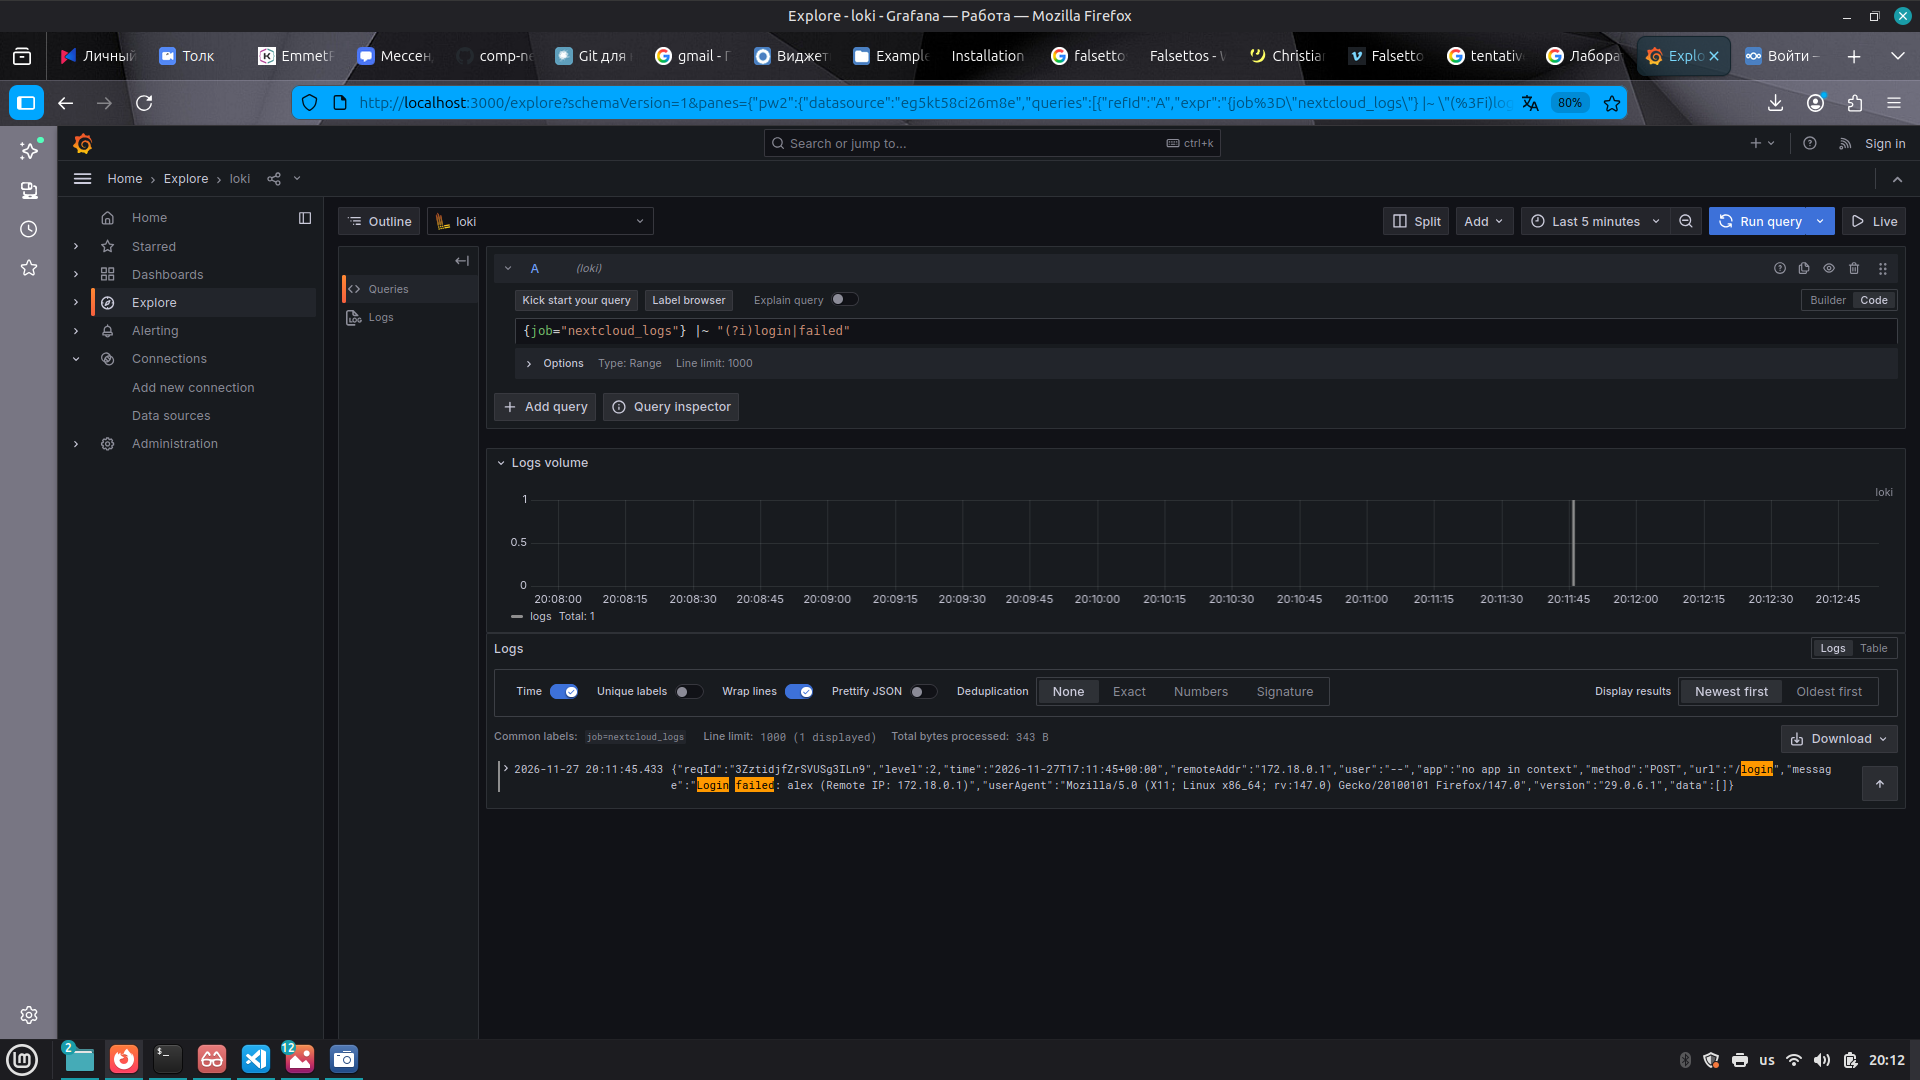 Explore - loki - Grafana — Работа — Mozilla Firefox
Личный
Толк
EmmetF
Мессен
comp-ne
Git для
gmail - Г
Виджет
Example
Installation
falsetto
Falsettos - W
Christia
Falsetto
tentativ
Лабора
Explo
Войти –
http://localhost:3000/explore?schemaVersion=1&panes={"pw2":{"datasource":"eg5kt58ci26m8e","queries":[{"refId":"A","expr":"{job%3D\"nextcloud_logs\"} |~ \"(%3Fi)log
80%
Search or jump to...
ctrl+k
Sign in
Home › Explore › loki
Home
Starred
Dashboards
Explore
Alerting
Connections
Add new connection
Data sources
Administration
Outline
loki
Split
Add
Last 5 minutes
Run query
Live
Queries
Logs
A
(loki)
Kick start your query
Label browser
Explain query
Builder
Code
{job="nextcloud_logs"} |~ "(?i)login|failed"
Options
Type: Range
Line limit: 1000
Add query
Query inspector
Logs volume
loki
1
0.5
0
20:08:00 20:08:15 20:08:30 20:08:45 20:09:00 20:09:15 20:09:30 20:09:45 20:10:00 20:10:15 20:10:30 20:10:45 20:11:00 20:11:15 20:11:30 20:11:45 20:12:00 20:12:15 20:12:30 20:12:45
logs Total: 1
Logs
Logs
Table
Time
Unique labels
Wrap lines
Prettify JSON
Deduplication
None
Exact
Numbers
Signature
Display results
Newest first
Oldest first
Common labels: job=nextcloud_logs
Line limit: 1000 (1 displayed)
Total bytes processed: 343 B
Download
2026-11-27 20:11:45.433 {"reqId":"3ZztidjfZrSVUSg3ILn9","level":2,"time":"2026-11-27T17:11:45+00:00","remoteAddr":"172.18.0.1","user":"--","app":"no app in context","method":"POST","url":"/login","messag
e":"Login failed: alex (Remote IP: 172.18.0.1)","userAgent":"Mozilla/5.0 (X11; Linux x86_64; rv:147.0) Gecko/20100101 Firefox/147.0","version":"29.0.6.1","data":[]}
2
12
us
20:12